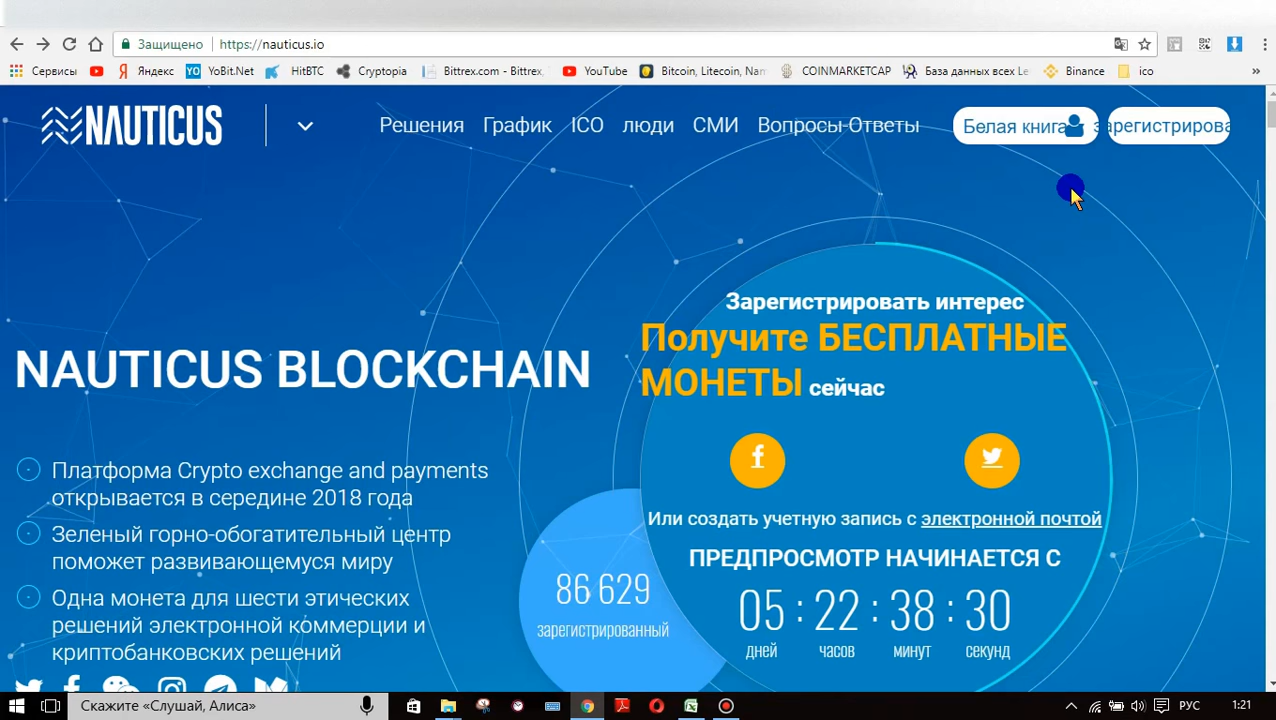 Защищено https://nauticus.io
Сервисы Яндекс YO YoBit.Net HitBTC Cryptopia Bittrex.com - Bittrex, YouTube Bitcoin, Litecoin, Nam COINMARKETCAP База данных всех Le Binance ico »
NAUTICUS Решения График ICO люди СМИ Вопросы-Ответы Белая книга зарегистрирова
Зарегистрировать интерес
Получите БЕСПЛАТНЫЕ
МОНЕТЫ сейчас
NAUTICUS BLOCKCHAIN
Платформа Crypto exchange and payments
открывается в середине 2018 года
Зеленый горно-обогатительный центр
поможет развивающемуся миру
Одна монета для шести этических
решений электронной коммерции и
криптобанковских решений
Или создать учетную запись с электронной почтой
ПРЕДПРОСМОТР НАЧИНАЕТСЯ С
05 : 22 : 38 : 30
дней часов минут секунд
86 629
зарегистрированный
Скажите «Слушай, Алиса» РУС 1:21